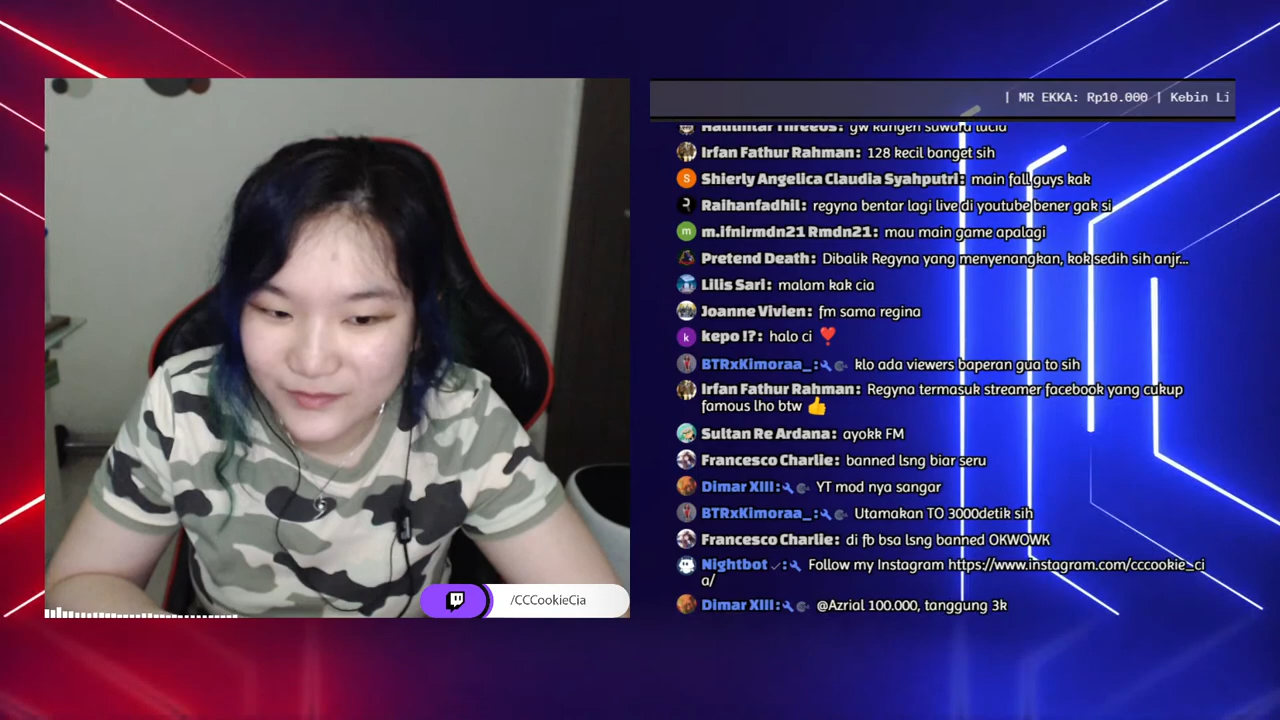 | MR EKKA: Rp10.000 | Kebin Li
gw kangen suwara lucia
Irfan Fathur Rahman: 128 kecil banget sih
S Shierly Angelica Claudia Syahputri: main fall guys kak
Raihanfadhil: regyna bentar lagi live di youtube bener gak si
m m.ifnirmdn21 Rmdn21: mau main game apalagi
Pretend Death: Dibalik Regyna yang menyenangkan, kok sedih sih anjr...
Lilis Sari: malam kak cia
Joanne Vivien: fm sama regina
k kepo !?: halo ci ❣️
BTRxKimoraa_: klo ada viewers baperan gua to sih
Irfan Fathur Rahman: Regyna termasuk streamer facebook yang cukup
famous lho btw 👍
Sultan Re Ardana: ayokk FM
Francesco Charlie: banned lsng biar seru
Dimar XIII: YT mod nya sangar
BTRxKimoraa_: Utamakan TO 3000detik sih
Francesco Charlie: di fb bsa lsng banned OKWOWK
Nightbot ✓: Follow my Instagram https://www.instagram.com/cccookie_ci
a/
Dimar XIII: @Azrial 100.000, tanggung 3k
/CCCookieCia